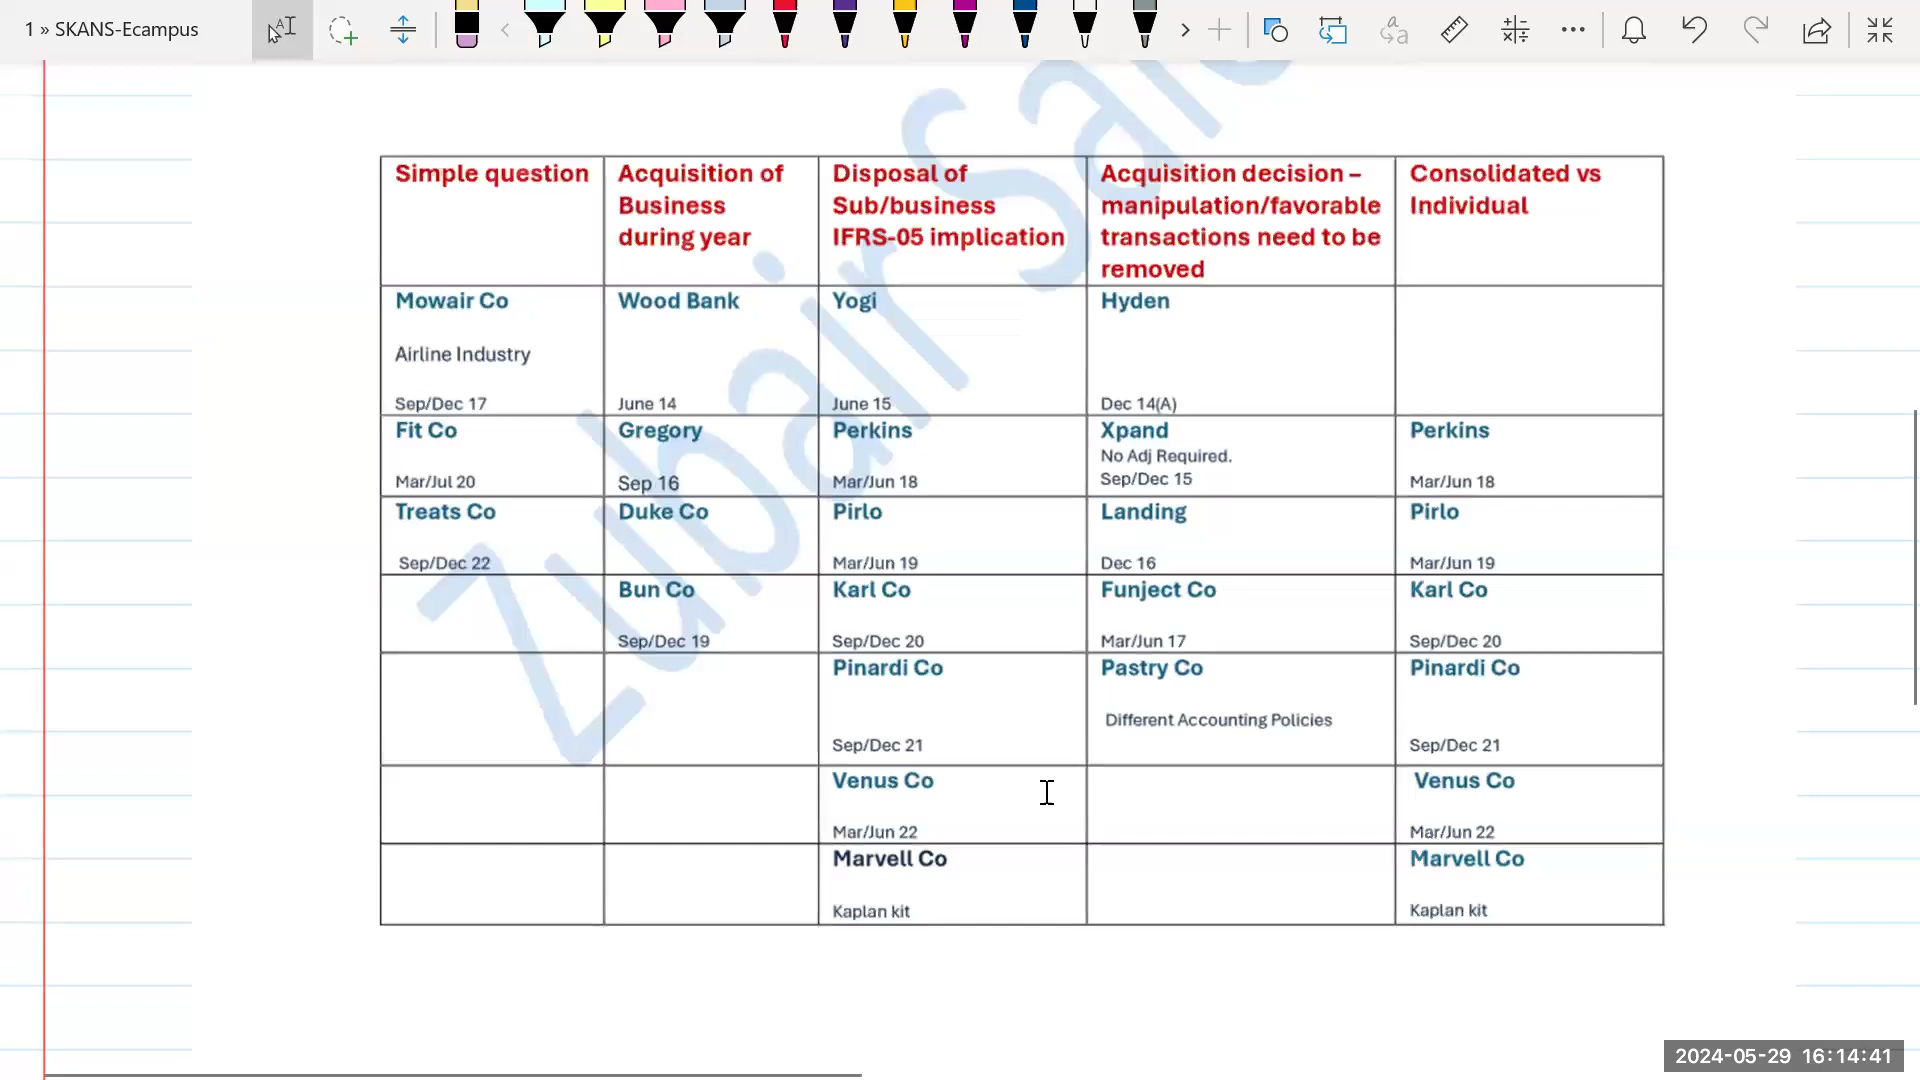 1 » SKANS-Ecampus
Simple question
Acquisition of
Business
during year
Disposal of
Sub/business
IFRS-05 implication
Acquisition decision –
manipulation/favorable
transactions need to be
removed
Consolidated vs
Individual
Mowair Co
Airline Industry
Sep/Dec 17
Wood Bank
June 14
Yogi
June 15
Hyden
Dec 14(A)
Fit Co
Mar/Jul 20
Gregory
Sep 16
Perkins
Mar/Jun 18
Xpand
No Adj Required.
Sep/Dec 15
Perkins
Mar/Jun 18
Treats Co
Sep/Dec 22
Duke Co
Pirlo
Mar/Jun 19
Landing
Dec 16
Pirlo
Mar/Jun 19
Bun Co
Sep/Dec 19
Karl Co
Sep/Dec 20
Funject Co
Mar/Jun 17
Karl Co
Sep/Dec 20
Pinardi Co
Sep/Dec 21
Pastry Co
Different Accounting Policies
Pinardi Co
Sep/Dec 21
Venus Co
Mar/Jun 22
Venus Co
Mar/Jun 22
Marvell Co
Kaplan kit
Marvell Co
Kaplan kit
Zubair
2024-05-29 16:14:41